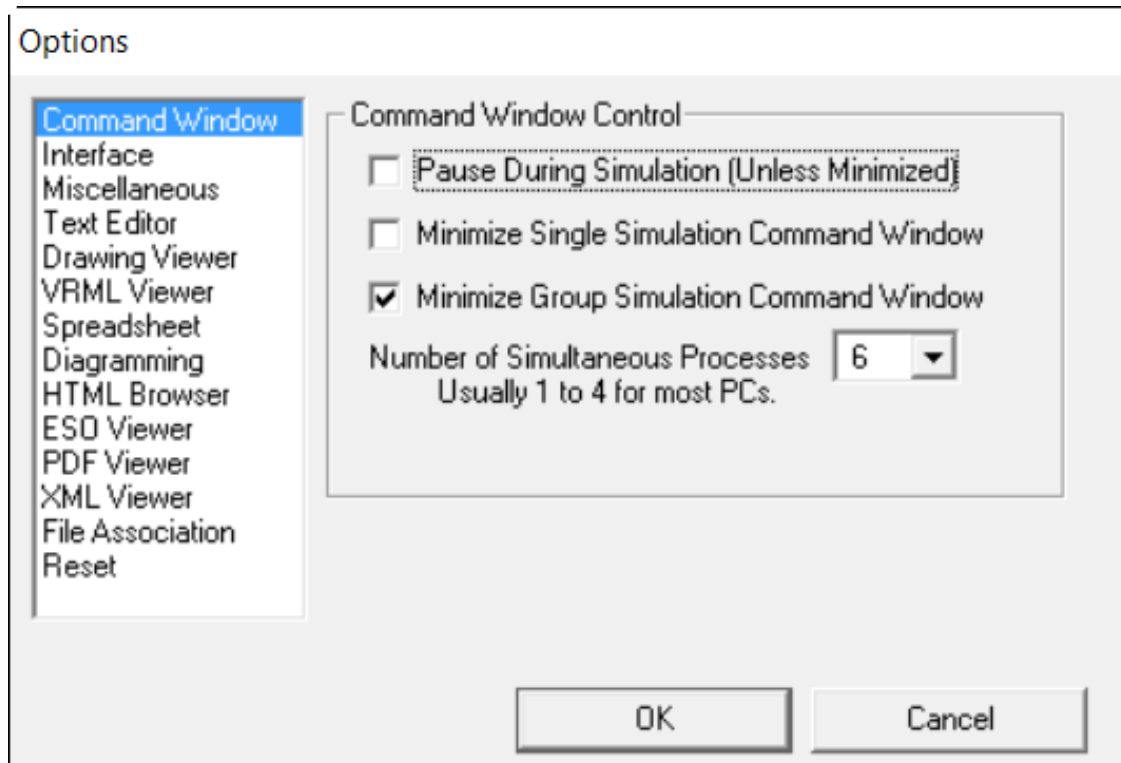 Options
Command Window
Interface
Miscellaneous
Text Editor
Drawing Viewer
VRML Viewer
Spreadsheet
Diagramming
HTML Browser
ESO Viewer
PDF Viewer
XML Viewer
File Association
Reset
Command Window Control
Pause During Simulation (Unless Minimized)
Minimize Single Simulation Command Window
Minimize Group Simulation Command Window
Number of Simultaneous Processes 6
Usually 1 to 4 for most PCs.
OK Cancel